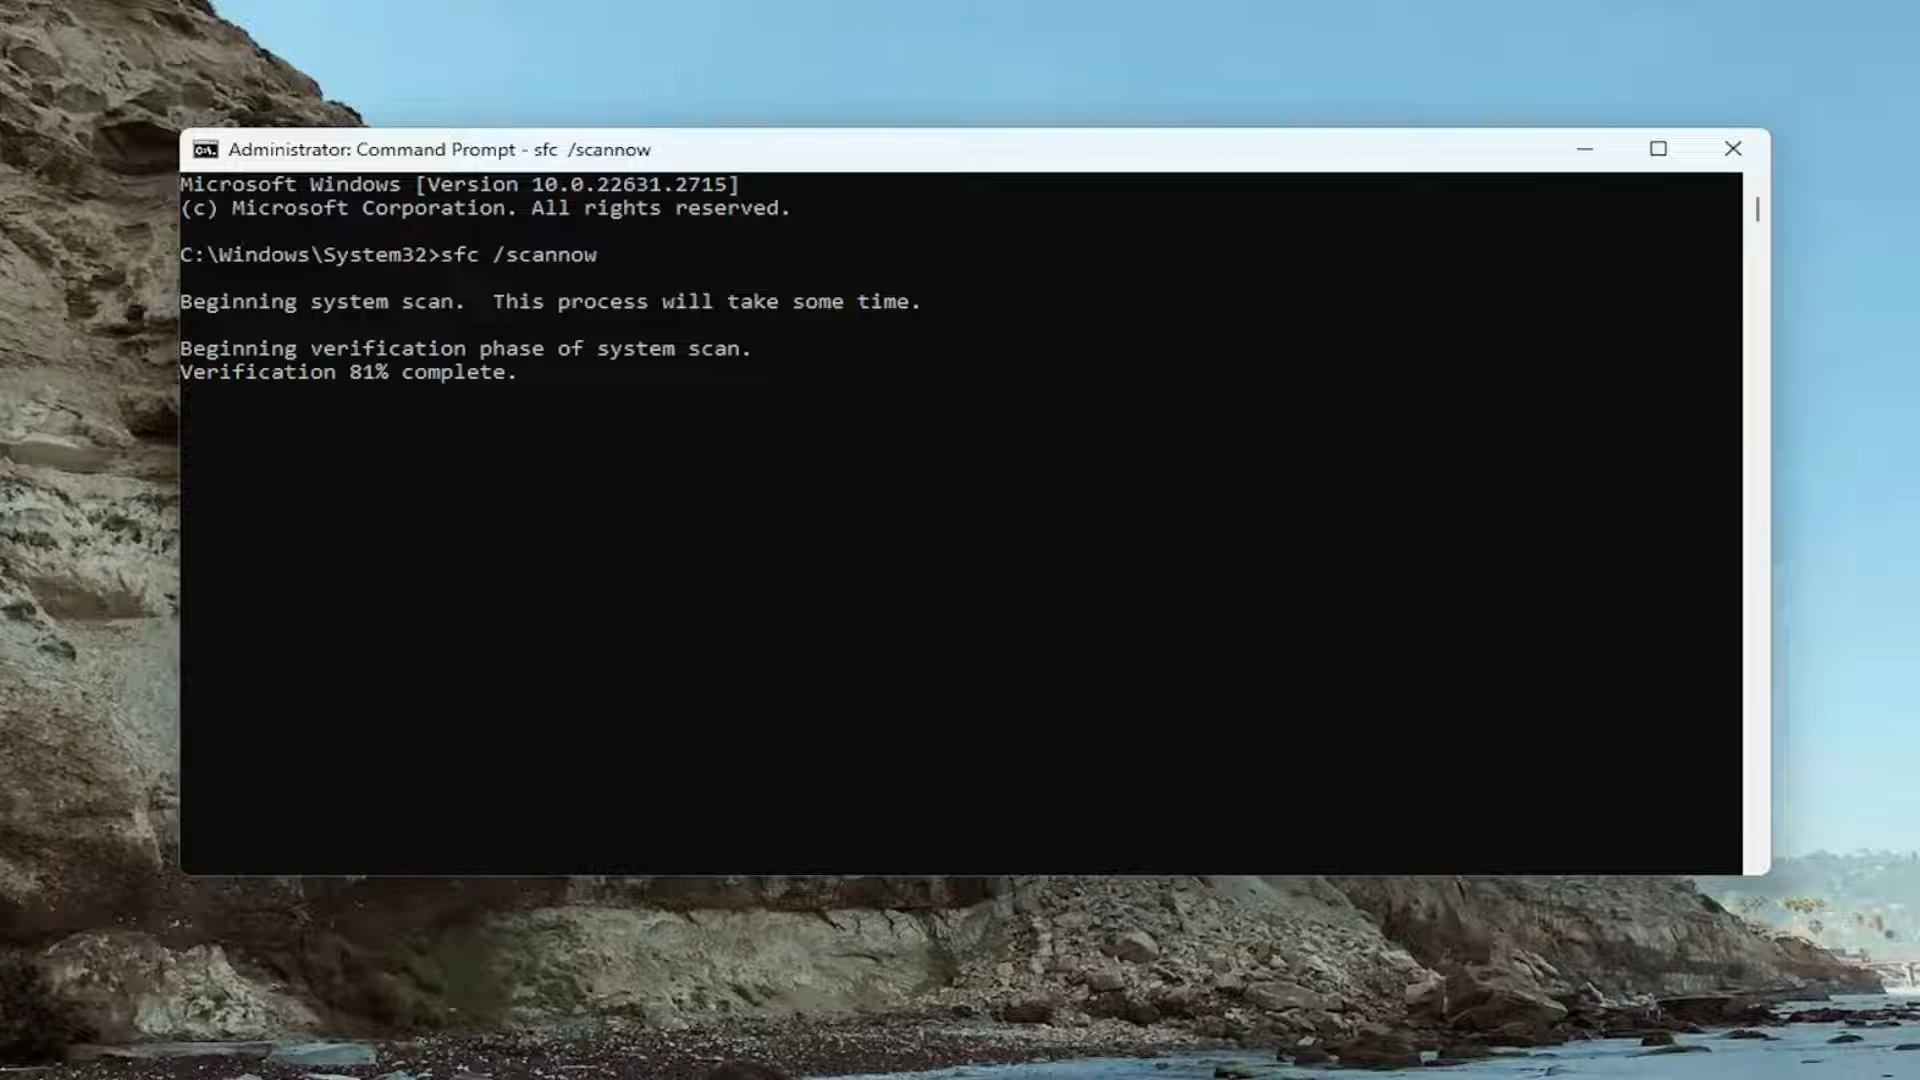 Administrator: Command Prompt - sfc  /scannow
Microsoft Windows [Version 10.0.22631.2715]
(c) Microsoft Corporation. All rights reserved.
C:\Windows\System32>sfc /scannow
Beginning system scan.  This process will take some time.
Beginning verification phase of system scan.
Verification 81% complete.